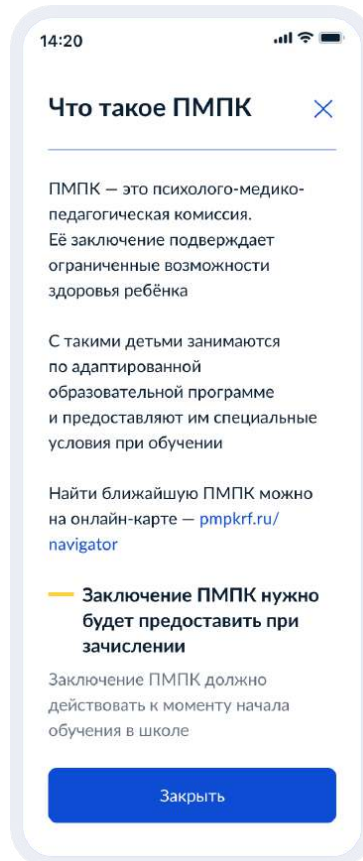 14:20
Что такое ПМПК
ПМПК — это психолого-медико-
педагогическая комиссия.
Её заключение подверждает
ограниченные возможности
здоровья ребёнка
С такими детьми занимаются
по адаптированной
образовательной программе
и предоставляют им специальные
условия при обучении
Найти ближайшую ПМПК можно
на онлайн-карте — pmpkrf.ru/
navigator
Заключение ПМПК нужно
будет предоставить при
зачислении
Заключение ПМПК должно
действовать к моменту начала
обучения в школе
Закрыть